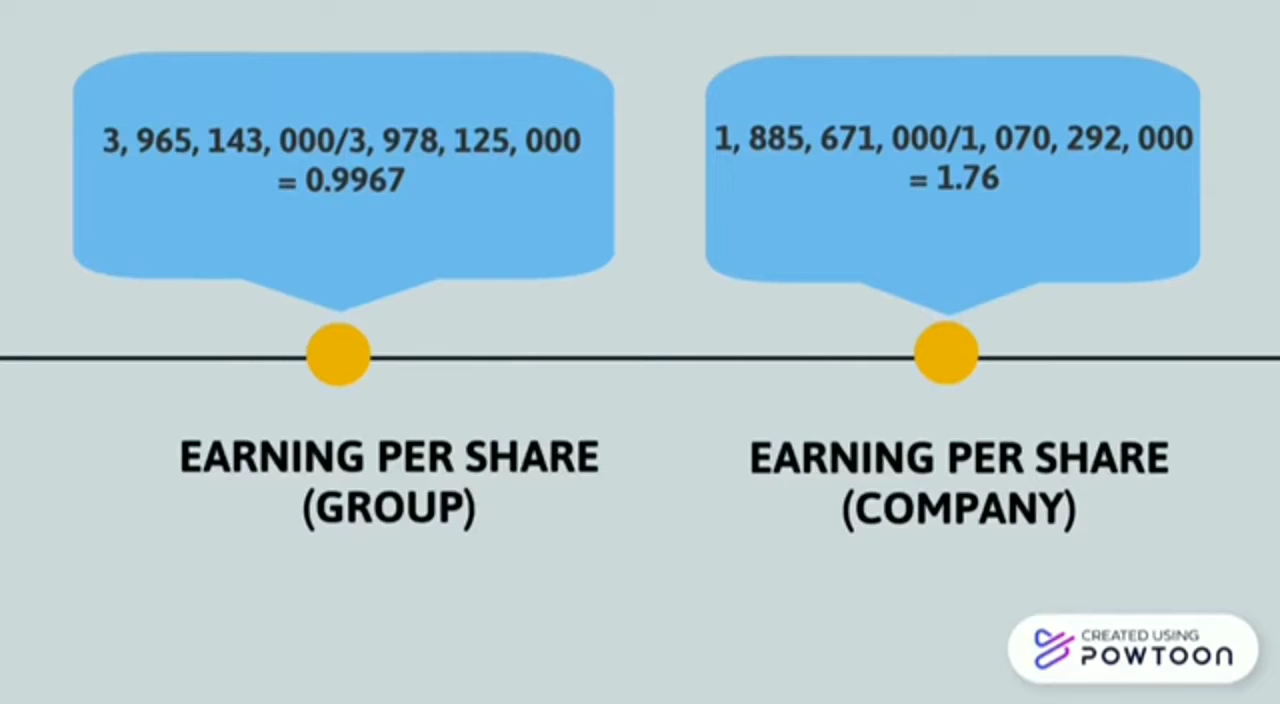 3, 965, 143, 000/3, 978, 125, 000
= 0.9967
1, 885, 671, 000/1, 070, 292, 000
= 1.76
EARNING PER SHARE
(GROUP)
EARNING PER SHARE
(COMPANY)
CREATED USING
POWTOON